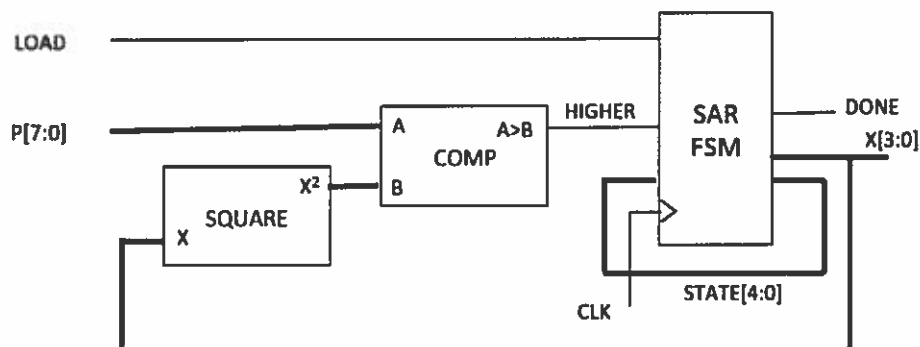 LOAD
P[7:0]
A
A>B
COMP
B
HIGHER
SAR
FSM
DONE
X[3:0]
X²
SQUARE
X
STATE[4:0]
CLK